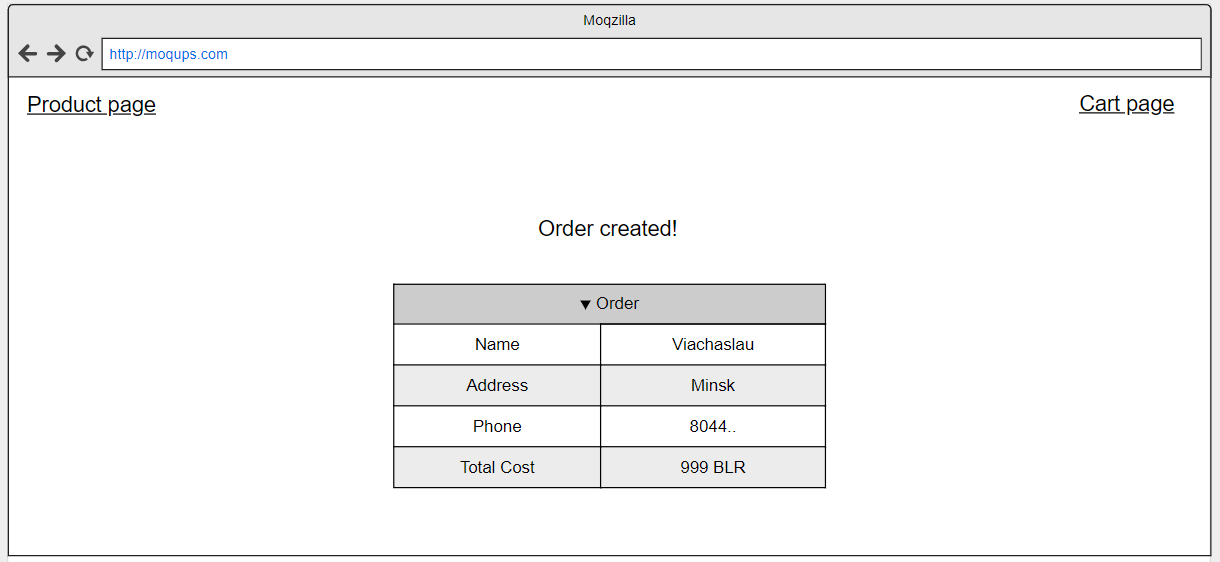 Moqzilla
http://moqups.com
Product page
Cart page
Order created!
▼ Order
Name Viachaslau
Address Minsk
Phone 8044..
Total Cost 999 BLR